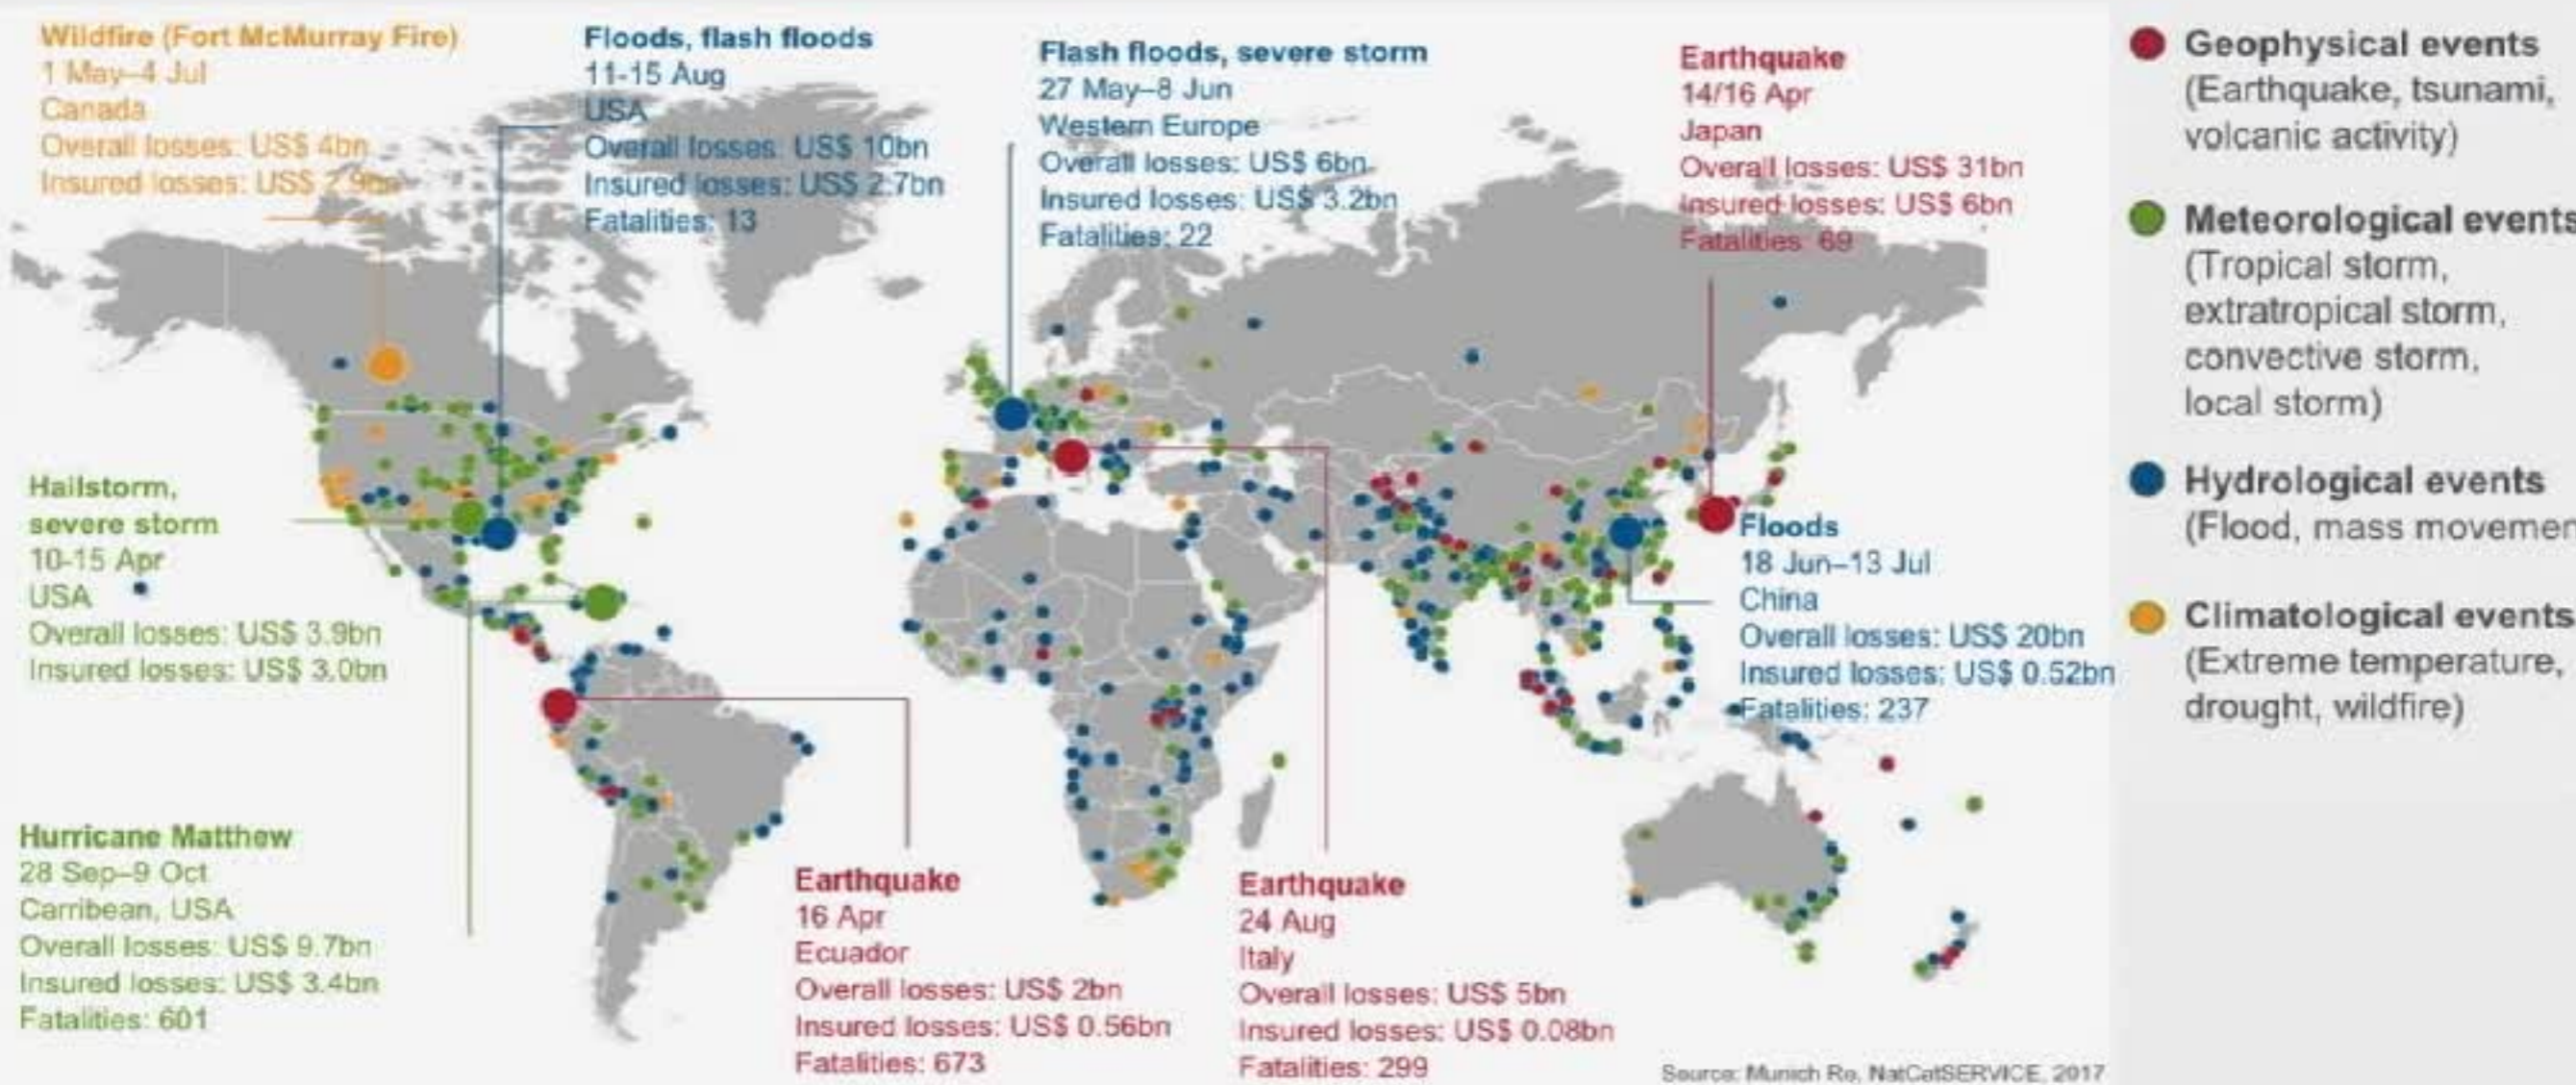 Wildfire (Fort McMurray Fire)
1 May–4 Jul
Canada
Overall losses: US$ 4bn
Insured losses: US$ 2.9bn
Floods, flash floods
11-15 Aug
USA
Overall losses: US$ 10bn
Insured losses: US$ 2.7bn
Fatalities: 13
Flash floods, severe storm
27 May–8 Jun
Western Europe
Overall losses: US$ 6bn
Insured losses: US$ 3.2bn
Fatalities: 22
Earthquake
14/16 Apr
Japan
Overall losses: US$ 31bn
Insured losses: US$ 6bn
Fatalities: 69
Hailstorm,
severe storm
10-15 Apr
USA
Overall losses: US$ 3.9bn
Insured losses: US$ 3.0bn
Floods
18 Jun–13 Jul
China
Overall losses: US$ 20bn
Insured losses: US$ 0.52bn
Fatalities: 237
Hurricane Matthew
28 Sep–9 Oct
Carribean, USA
Overall losses: US$ 9.7bn
Insured losses: US$ 3.4bn
Fatalities: 601
Earthquake
16 Apr
Ecuador
Overall losses: US$ 2bn
Insured losses: US$ 0.56bn
Fatalities: 673
Earthquake
24 Aug
Italy
Overall losses: US$ 5bn
Insured losses: US$ 0.08bn
Fatalities: 299
Source: Munich Re, NatCatSERVICE, 2017
Geophysical events
(Earthquake, tsunami,
volcanic activity)
Meteorological events
(Tropical storm,
extratropical storm,
convective storm,
local storm)
Hydrological events
(Flood, mass movemen
Climatological events
(Extreme temperature,
drought, wildfire)